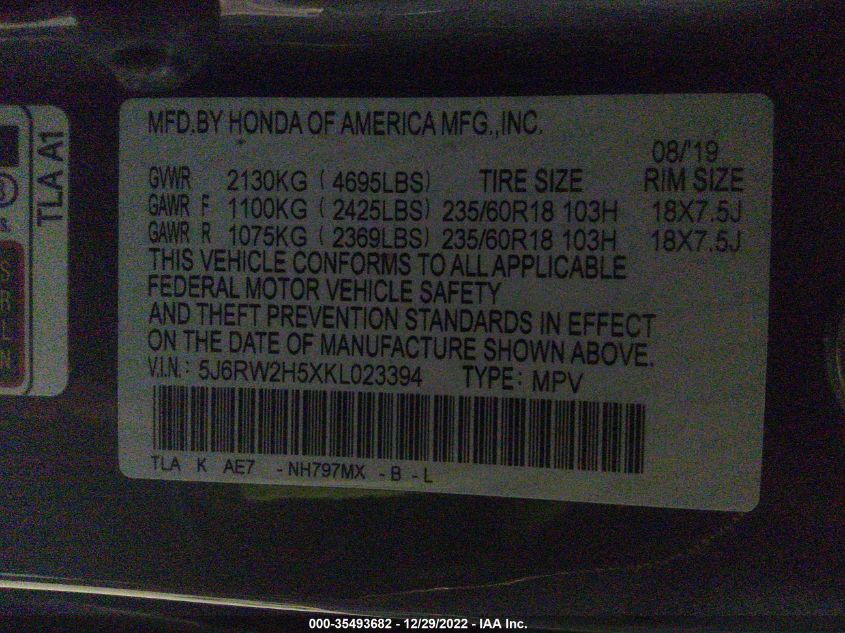 TLA A1
S
R
L
N
MFD.BY HONDA OF AMERICA MFG.,INC.
08/'19
GVWR 2130KG ( 4695LBS) TIRE SIZE RIM SIZE
GAWR F 1100KG ( 2425LBS) 235/60R18 103H 18X7.5J
GAWR R 1075KG ( 2369LBS) 235/60R18 103H 18X7.5J
THIS VEHICLE CONFORMS TO ALL APPLICABLE
FEDERAL MOTOR VEHICLE SAFETY
AND THEFT PREVENTION STANDARDS IN EFFECT
ON THE DATE OF MANUFACTURE SHOWN ABOVE.
V.I.N.: 5J6RW2H5XKL023394 TYPE: MPV
TLA K AE7 -NH797MX -B -L
000-35493682 - 12/29/2022 - IAA Inc.